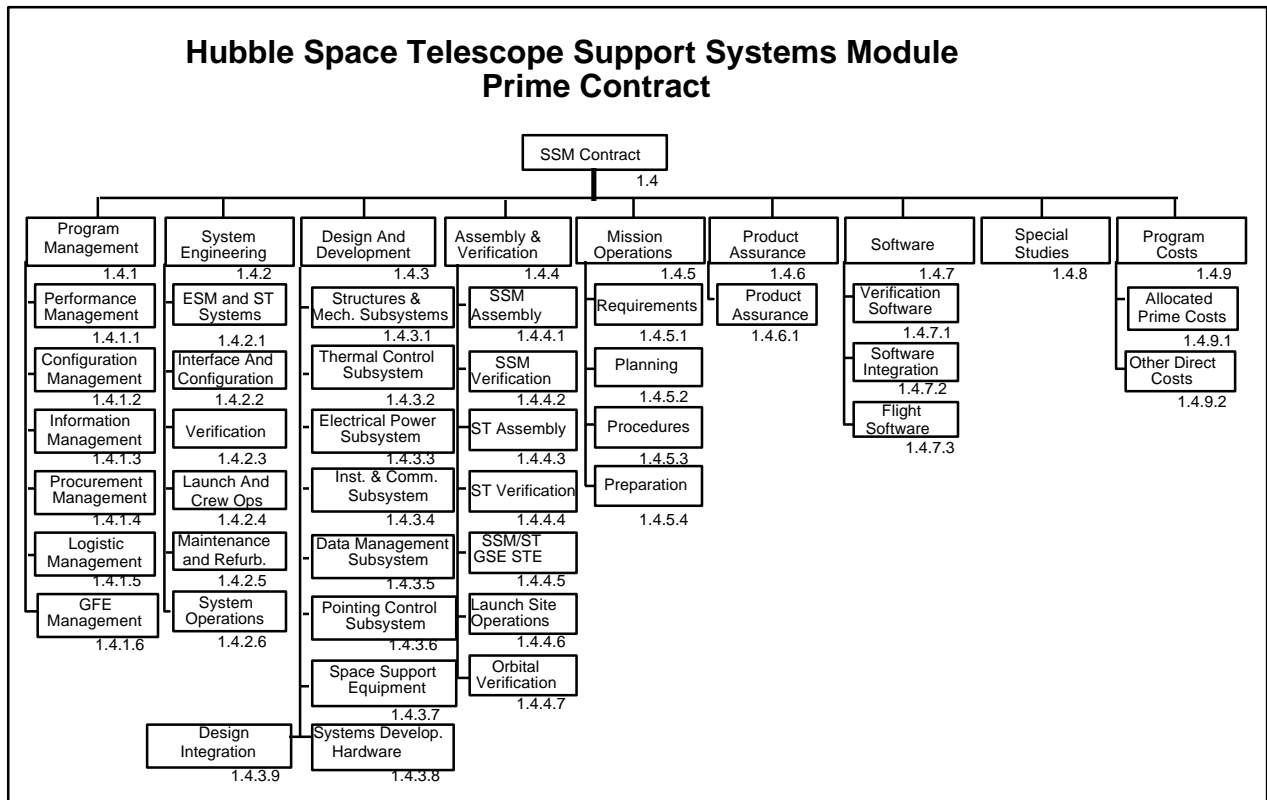 Hubble Space Telescope Support Systems Module
Prime Contract
SSM Contract
1.4
Program
Management
1.4.1
System
Engineering
1.4.2
Design And
Development
1.4.3
Assembly &
Verification
1.4.4
Mission
Operations
1.4.5
Product
Assurance
1.4.6
Software
1.4.7
Special
Studies
1.4.8
Program
Costs
1.4.9
Performance
Management
1.4.1.1
Configuration
Management
1.4.1.2
Information
Management
1.4.1.3
Procurement
Management
1.4.1.4
Logistic
Management
1.4.1.5
GFE
Management
1.4.1.6
ESM and ST
Systems
1.4.2.1
Interface And
Configuration
1.4.2.2
Verification
1.4.2.3
Launch And
Crew Ops
1.4.2.4
Maintenance
and Refurb.
1.4.2.5
System
Operations
1.4.2.6
Structures &
Mech. Subsystems
1.4.3.1
Thermal Control
Subsystem
1.4.3.2
Electrical Power
Subsystem
1.4.3.3
Inst. & Comm.
Subsystem
1.4.3.4
Data Management
Subsystem
1.4.3.5
Pointing Control
Subsystem
1.4.3.6
Space Support
Equipment
1.4.3.7
Systems Develop.
Hardware
1.4.3.8
Design
Integration
1.4.3.9
SSM
Assembly
1.4.4.1
SSM
Verification
1.4.4.2
ST Assembly
1.4.4.3
ST Verification
1.4.4.4
SSM/ST
GSE STE
1.4.4.5
Launch Site
Operations
1.4.4.6
Orbital
Verification
1.4.4.7
Requirements
1.4.5.1
Planning
1.4.5.2
Procedures
1.4.5.3
Preparation
1.4.5.4
Product
Assurance
1.4.6.1
Verification
Software
1.4.7.1
Software
Integration
1.4.7.2
Flight
Software
1.4.7.3
Allocated
Prime Costs
1.4.9.1
Other Direct
Costs
1.4.9.2